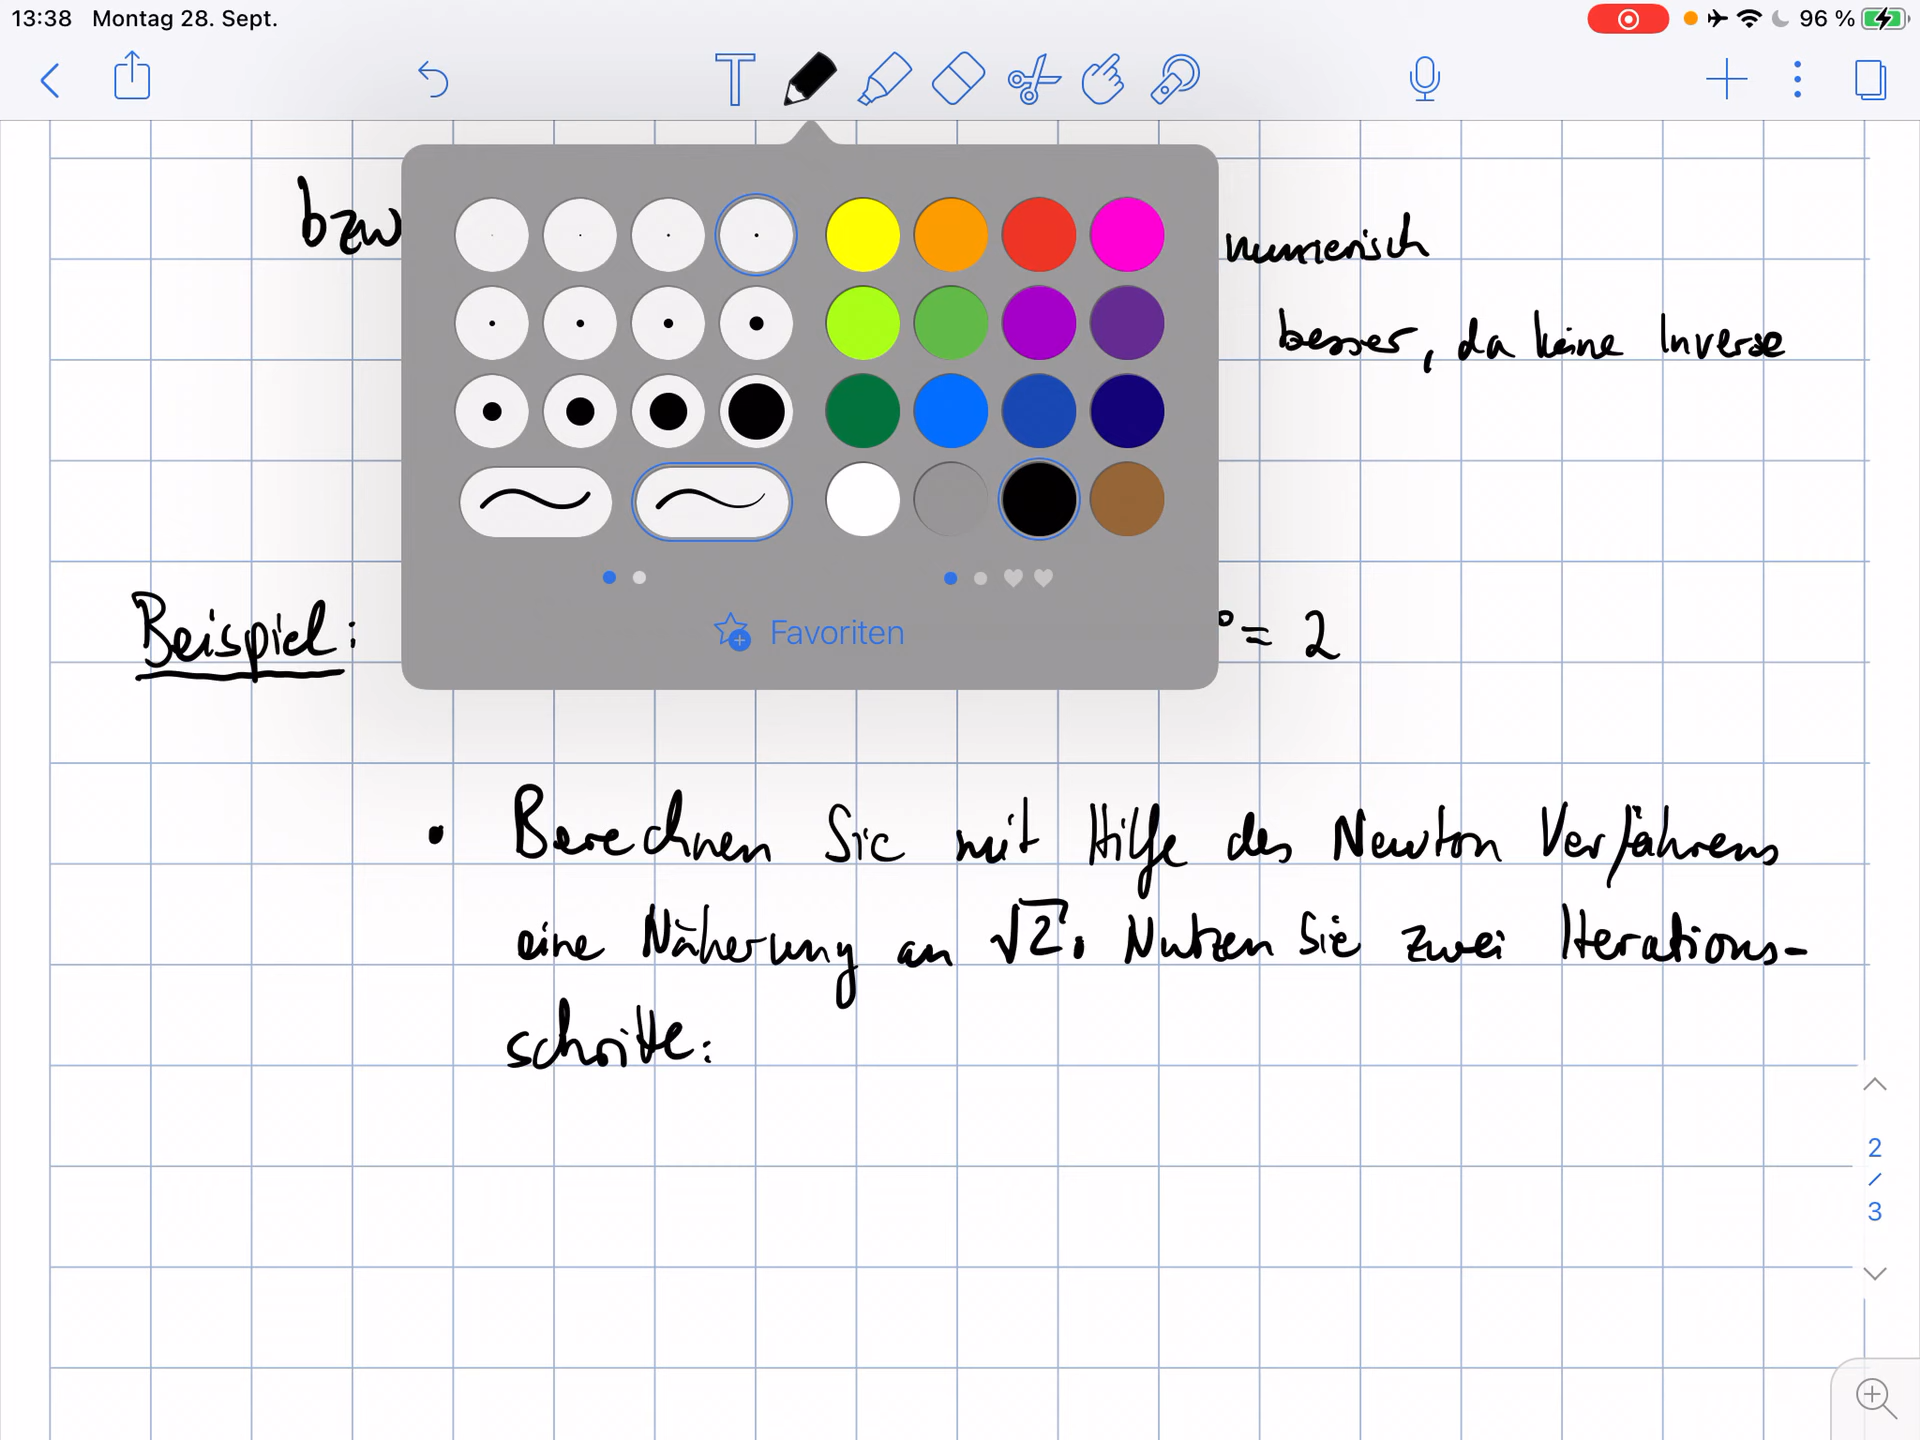 13:38 Montag 28. Sept. 96 %
bzw
numerisch
besser, da keine Inverse
Favoriten
Beispiel: ⁰= 2
• Berechnen Sie mit Hilfe des Newton Verfahrens
eine Näherung an √2. Nutzen Sie zwei Iterations-
schritte:
2
/
3